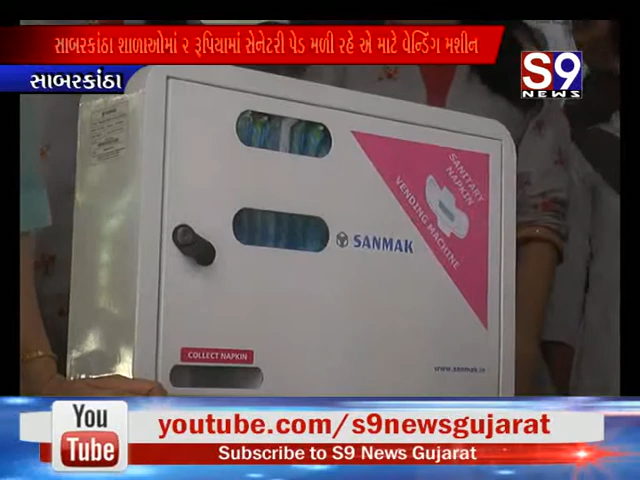 સાબરકાંઠા શાળાઓમાં ૨ રૂપિયામાં સેનેટરી પેડ મળી રહે એ માટે વેન્ડિંગ મશીન
સાબરકાંઠા
S9
NEWS
SANITARY
NAPKIN
VENDING MACHINE
SANMAK
COLLECT NAPKIN
www.sanmak.in
You
Tube
youtube.com/s9newsgujarat
Subscribe to S9 News Gujarat